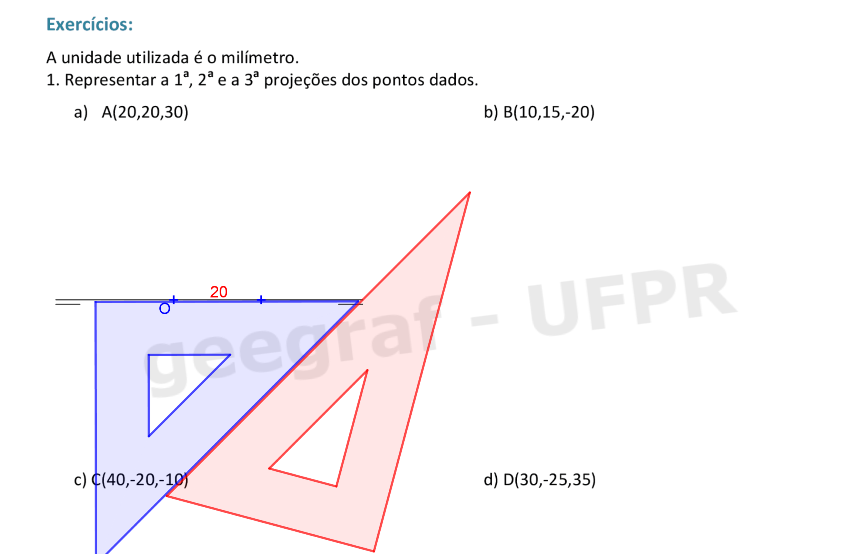 Exercícios:
A unidade utilizada é o milímetro.
1. Representar a 1ª, 2ª e a 3ª projeções dos pontos dados.
a) A(20,20,30)
b) B(10,15,-20)
20
O
geegraf - UFPR
c) C(40,-20,-10)
d) D(30,-25,35)